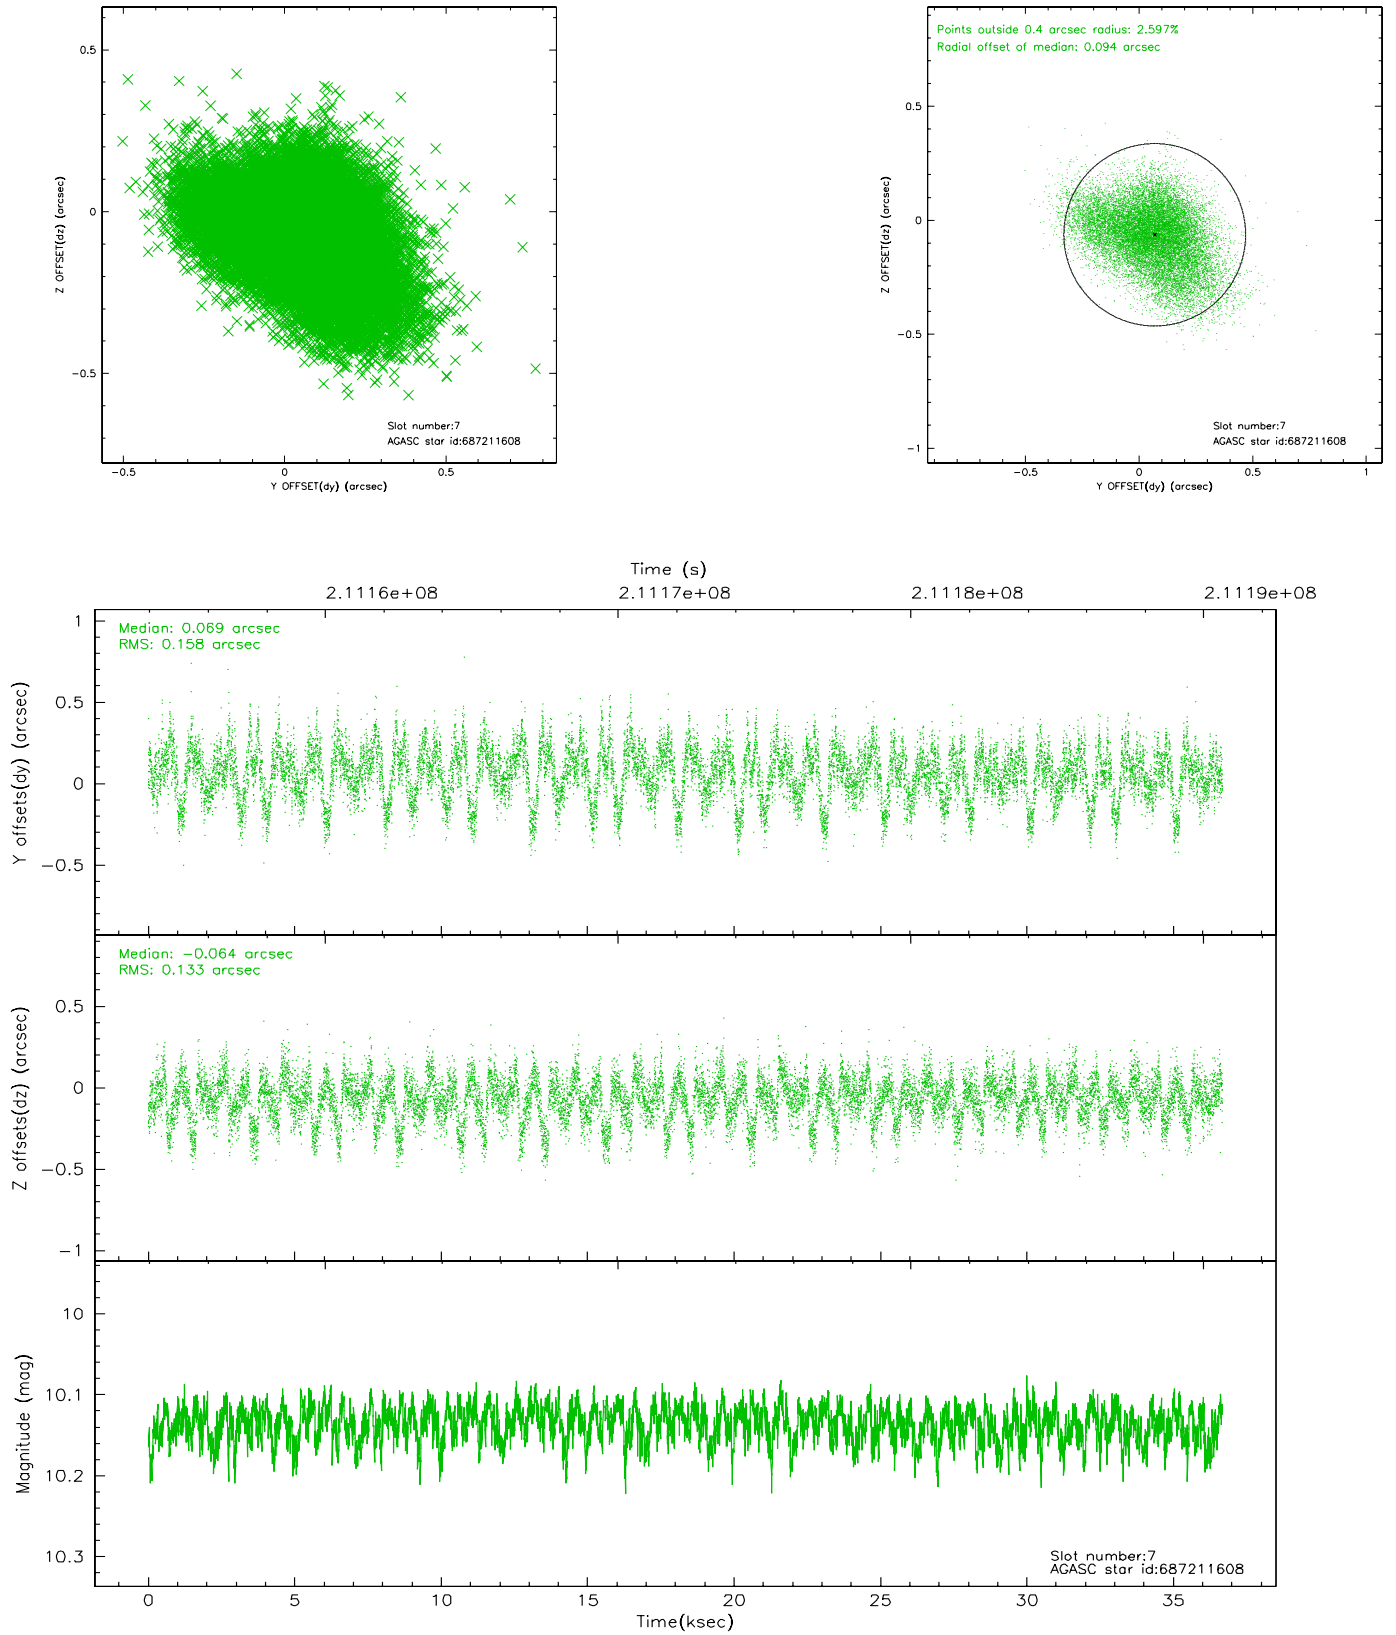 0.5
0
−0.5
−0.5
0
0.5
Z OFFSET(dz) (arcsec)
Y OFFSET(dy) (arcsec)
Slot number:7
AGASC star id:687211608
Points outside 0.4 arcsec radius: 2.597%
Radial offset of median: 0.094 arcsec
0.5
0
−0.5
−1
−0.5
0
0.5
1
Z OFFSET(dz) (arcsec)
Y OFFSET(dy) (arcsec)
Slot number:7
AGASC star id:687211608
Time (s)
2.1116e+08
2.1117e+08
2.1118e+08
2.1119e+08
Median: 0.069 arcsec
RMS: 0.158 arcsec
1
0.5
0
−0.5
Y offsets(dy) (arcsec)
Median: −0.064 arcsec
RMS: 0.133 arcsec
0.5
0
−0.5
−1
Z offsets(dz) (arcsec)
10
10.1
10.2
10.3
Magnitude (mag)
Slot number:7
AGASC star id:687211608
0
5
10
15
20
25
30
35
Time(ksec)